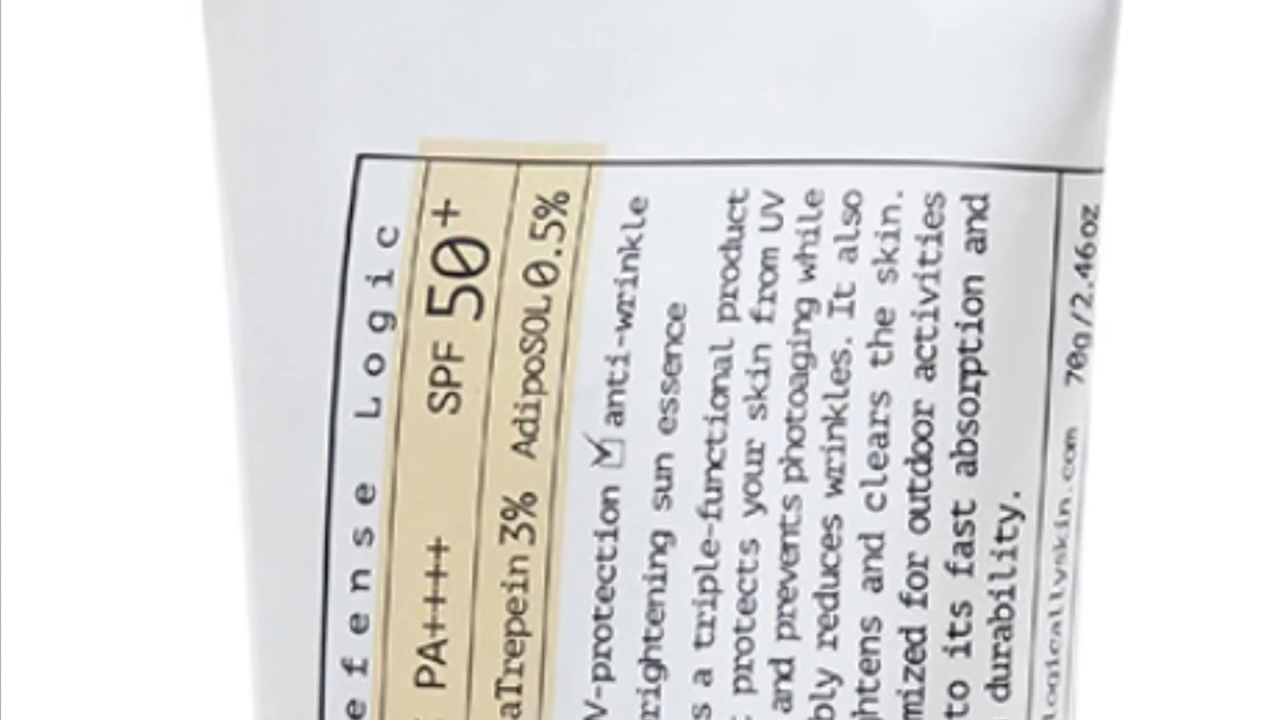 efense Logic
PA++++ SPF 50+
aTrepein 3% AdipoSOL 0.5%
V-protection ☑ anti-wrinkle
rightening sun essence
s a triple-functional product
protects your skin from UV
and prevents photoaging while
bly reduces wrinkles. It also
ghtens and clears the skin.
mized for outdoor activities
to its fast absorption and
durability.
logicallyskin.com 70g/2.46oz